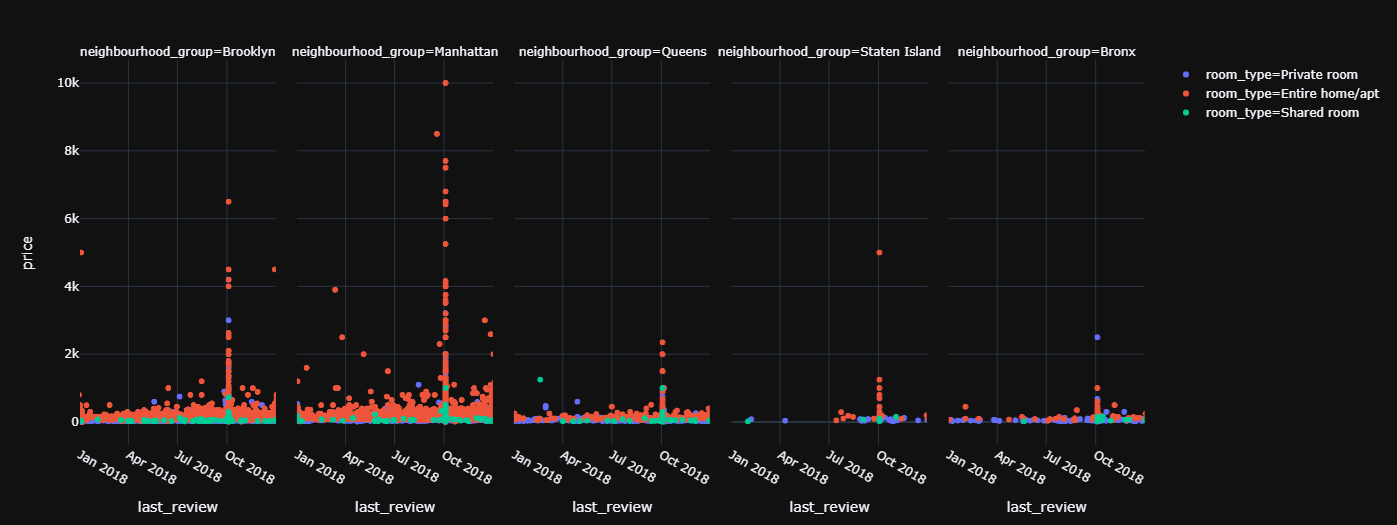 neighbourhood_group=Brooklyn
neighbourhood_group=Manhattan
neighbourhood_group=Queens
neighbourhood_group=Staten Island
neighbourhood_group=Bronx
room_type=Private room
room_type=Entire home/apt
room_type=Shared room
price
10k
8k
6k
4k
2k
0
Jan 2018
Apr 2018
Jul 2018
Oct 2018
Jan 2018
Apr 2018
Jul 2018
Oct 2018
Jan 2018
Apr 2018
Jul 2018
Oct 2018
Jan 2018
Apr 2018
Jul 2018
Oct 2018
Jan 2018
Apr 2018
Jul 2018
Oct 2018
last_review
last_review
last_review
last_review
last_review